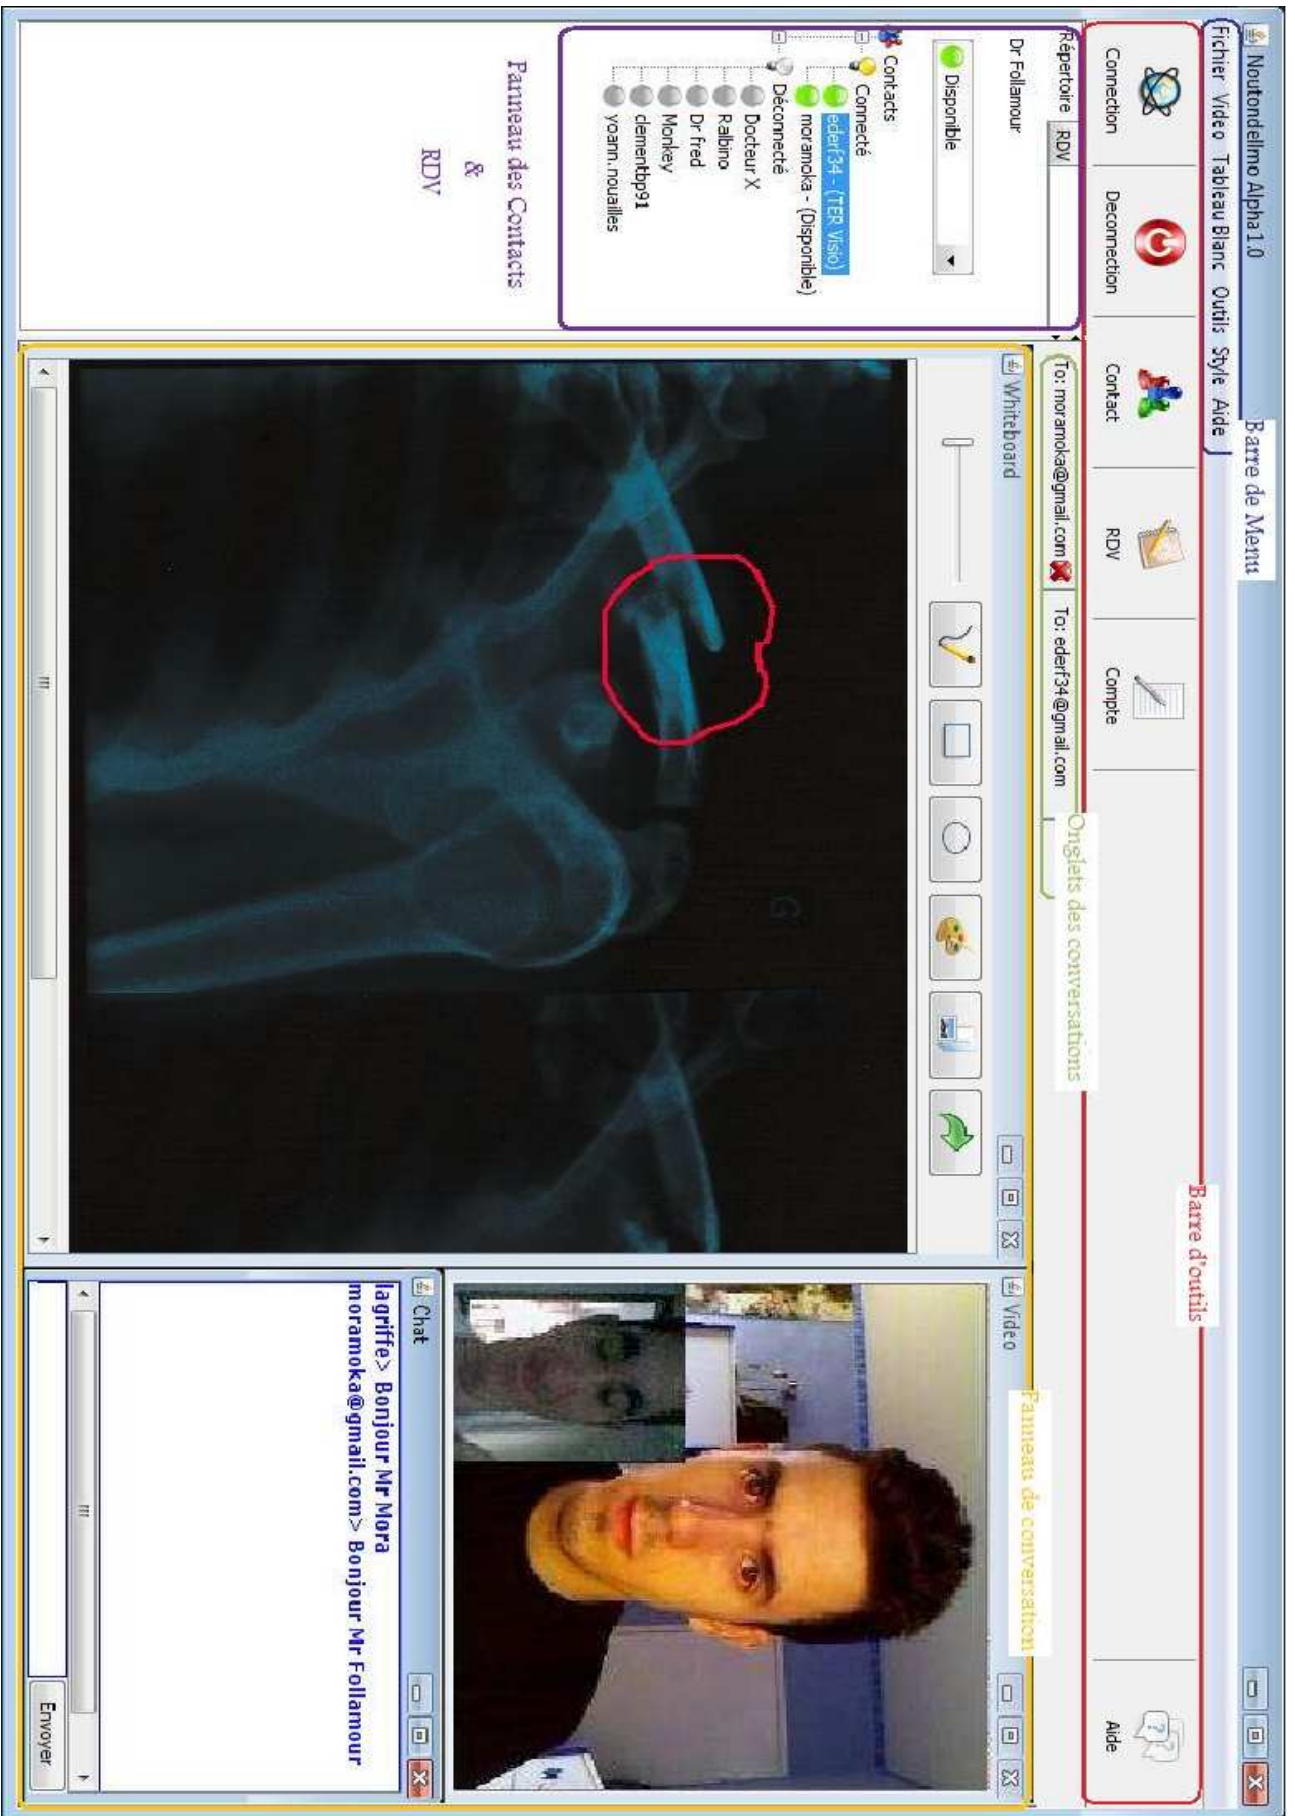 Noutondellmo Alpha 1.0
Barre de Menu
Fichier Vidéo Tableau Blanc Outils Style Aide
Barre d'outils
Connection
Deconnection
Contact
RDV
Compte
Aide
Répertoire RDV
Dr Follamour
Disponible
Contacts
Connecté
ederf34 - (TER Visio)
moramoka - (Disponible)
Déconnecté
Docteur X
Ralbino
Dr fred
Monkey
clementbp91
yoann.nouailles
Panneau des Contacts
&
RDV
To: moramoka@gmail.com
To: ederf34@gmail.com
Onglets des conversations
Panneau de conversation
Whiteboard
G
Video
Chat
lagriffe> Bonjour Mr Mora
moramoka@gmail.com> Bonjour Mr Follamour
Envoyer